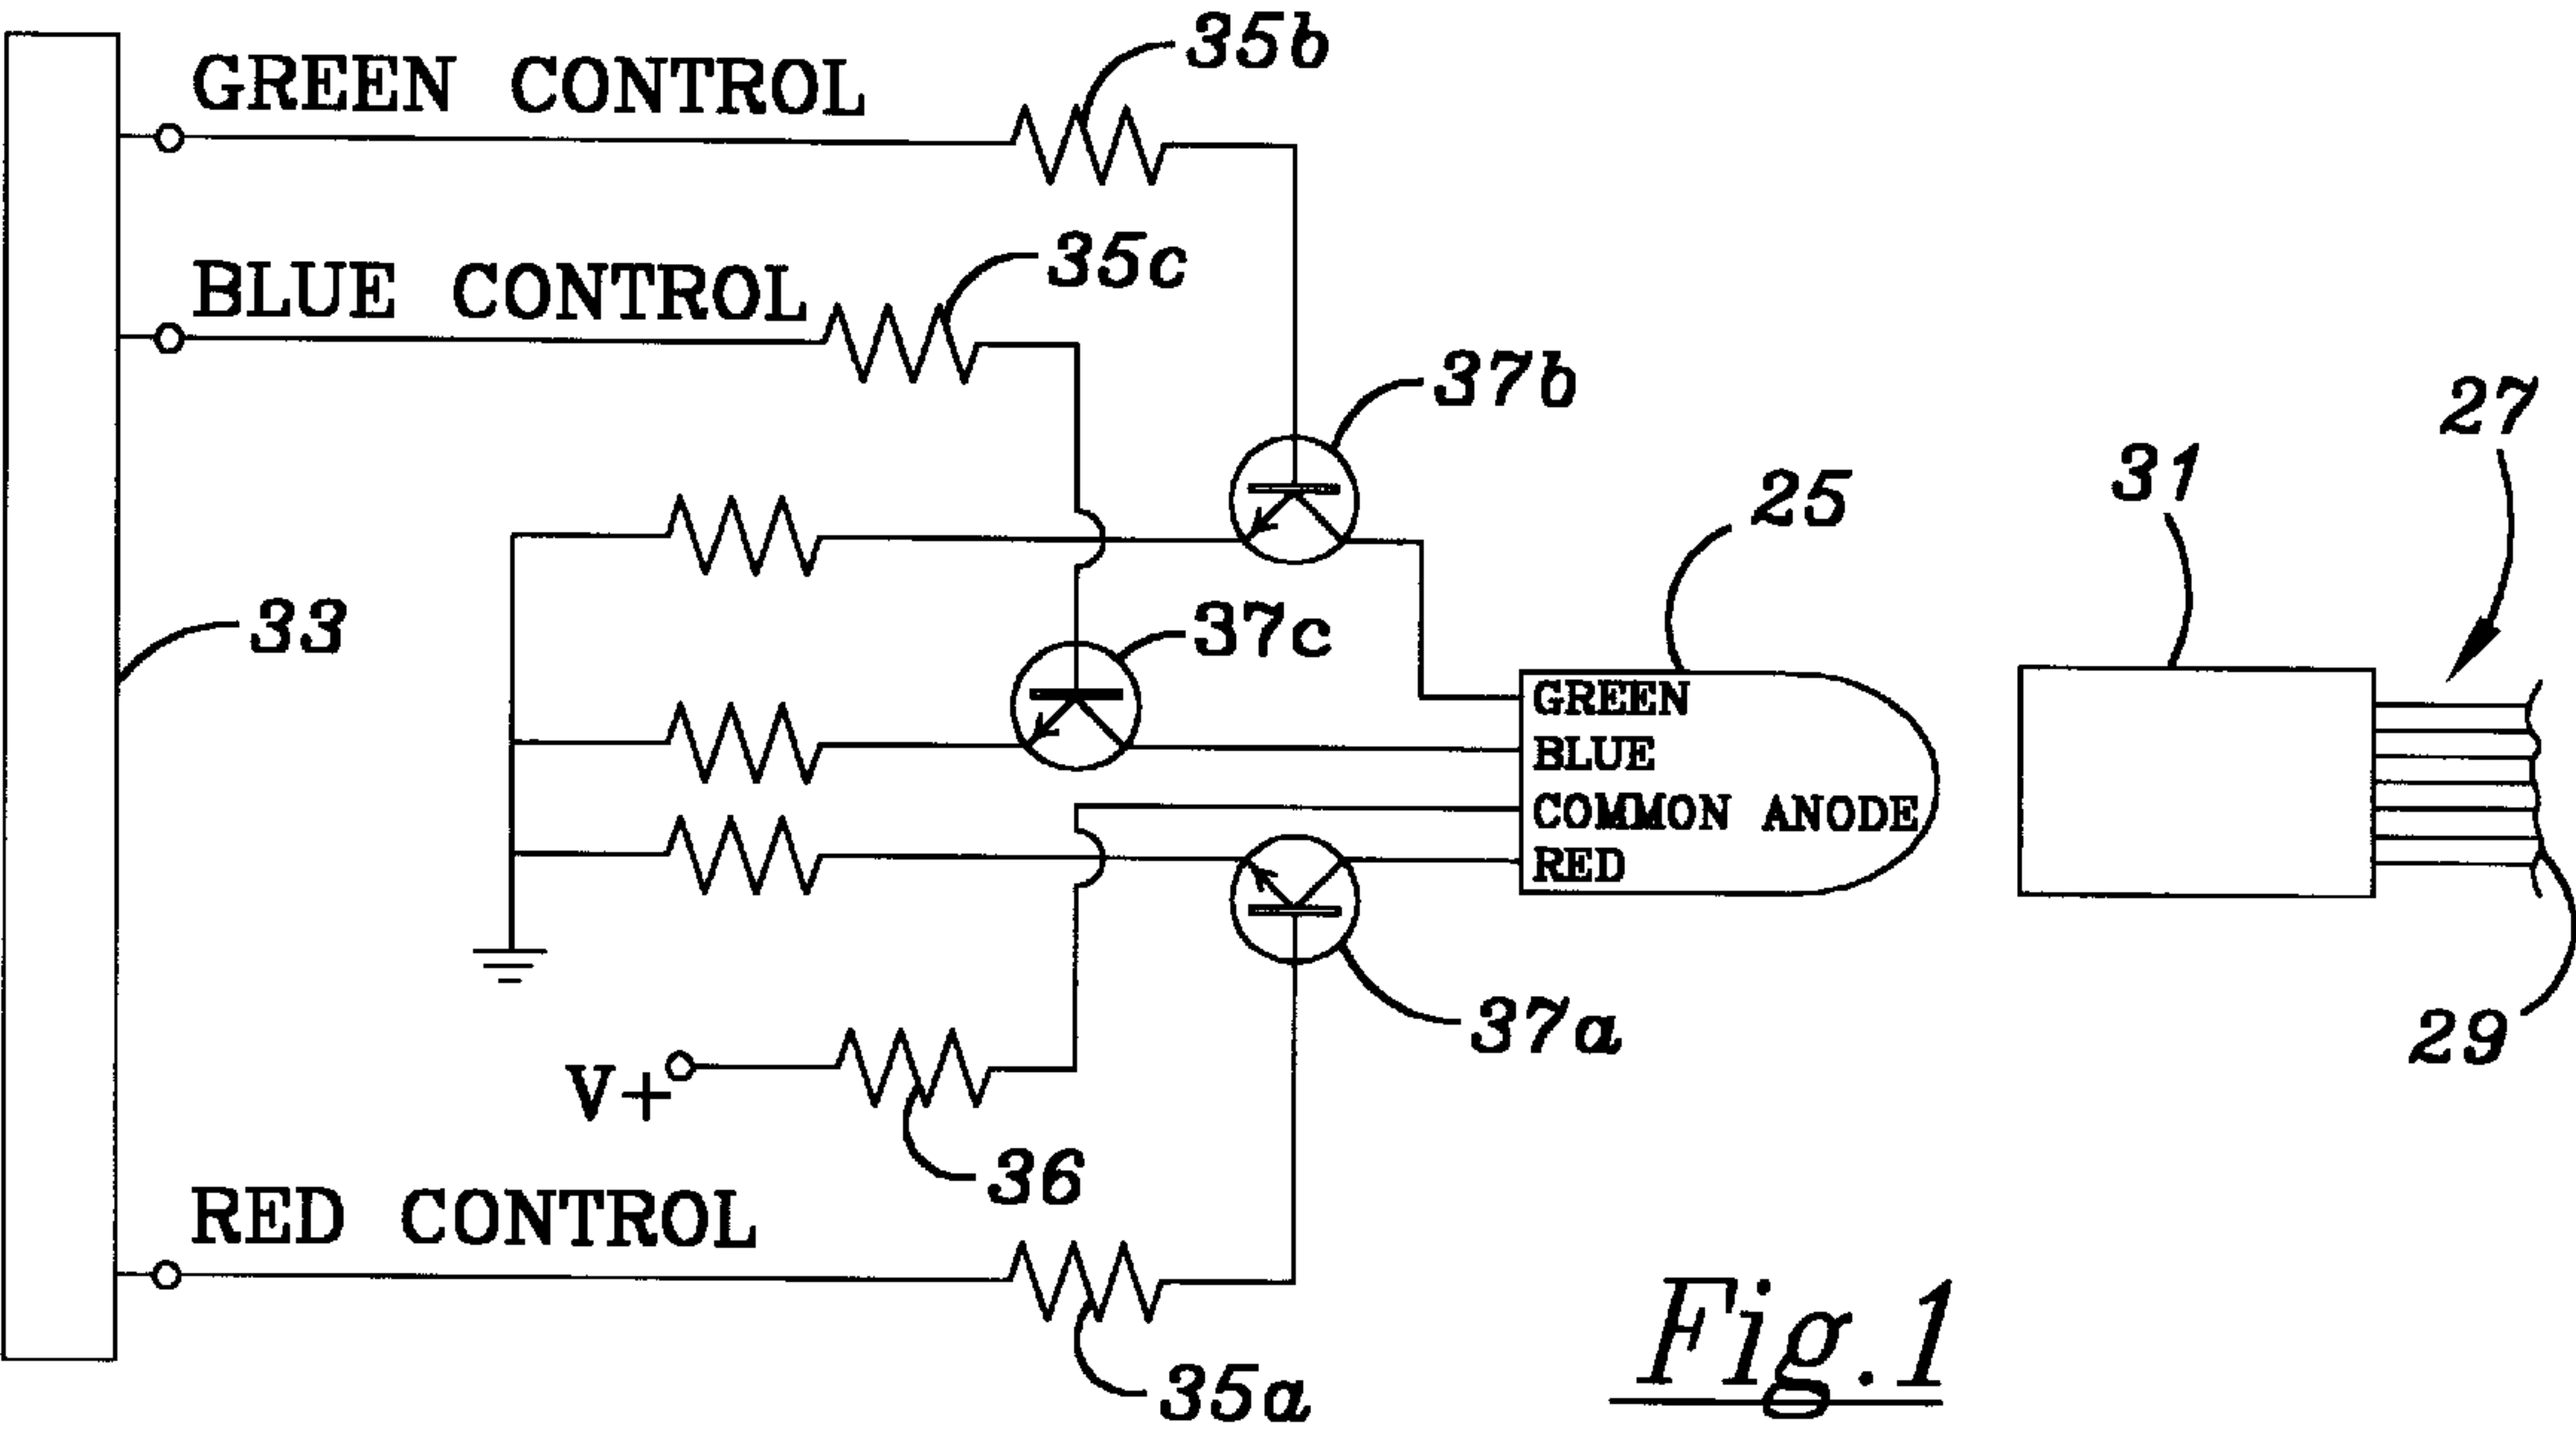 35b
GREEN CONTROL
35c
BLUE CONTROL
37b
27
31
25
33
37c
GREEN
BLUE
COMMON ANODE
RED
37a
29
V+
36
RED CONTROL
35a
Fig.1